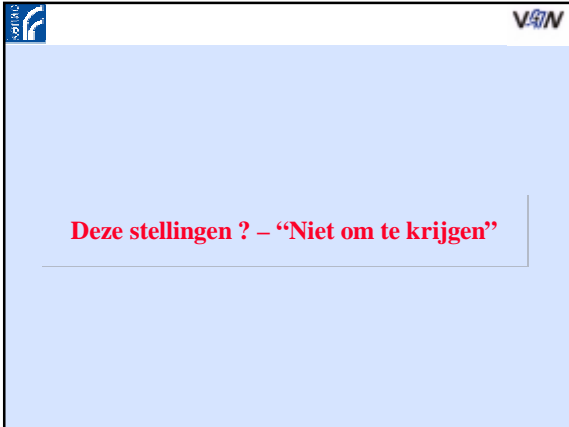 Deze stellingen ? – “Niet om te krijgen”